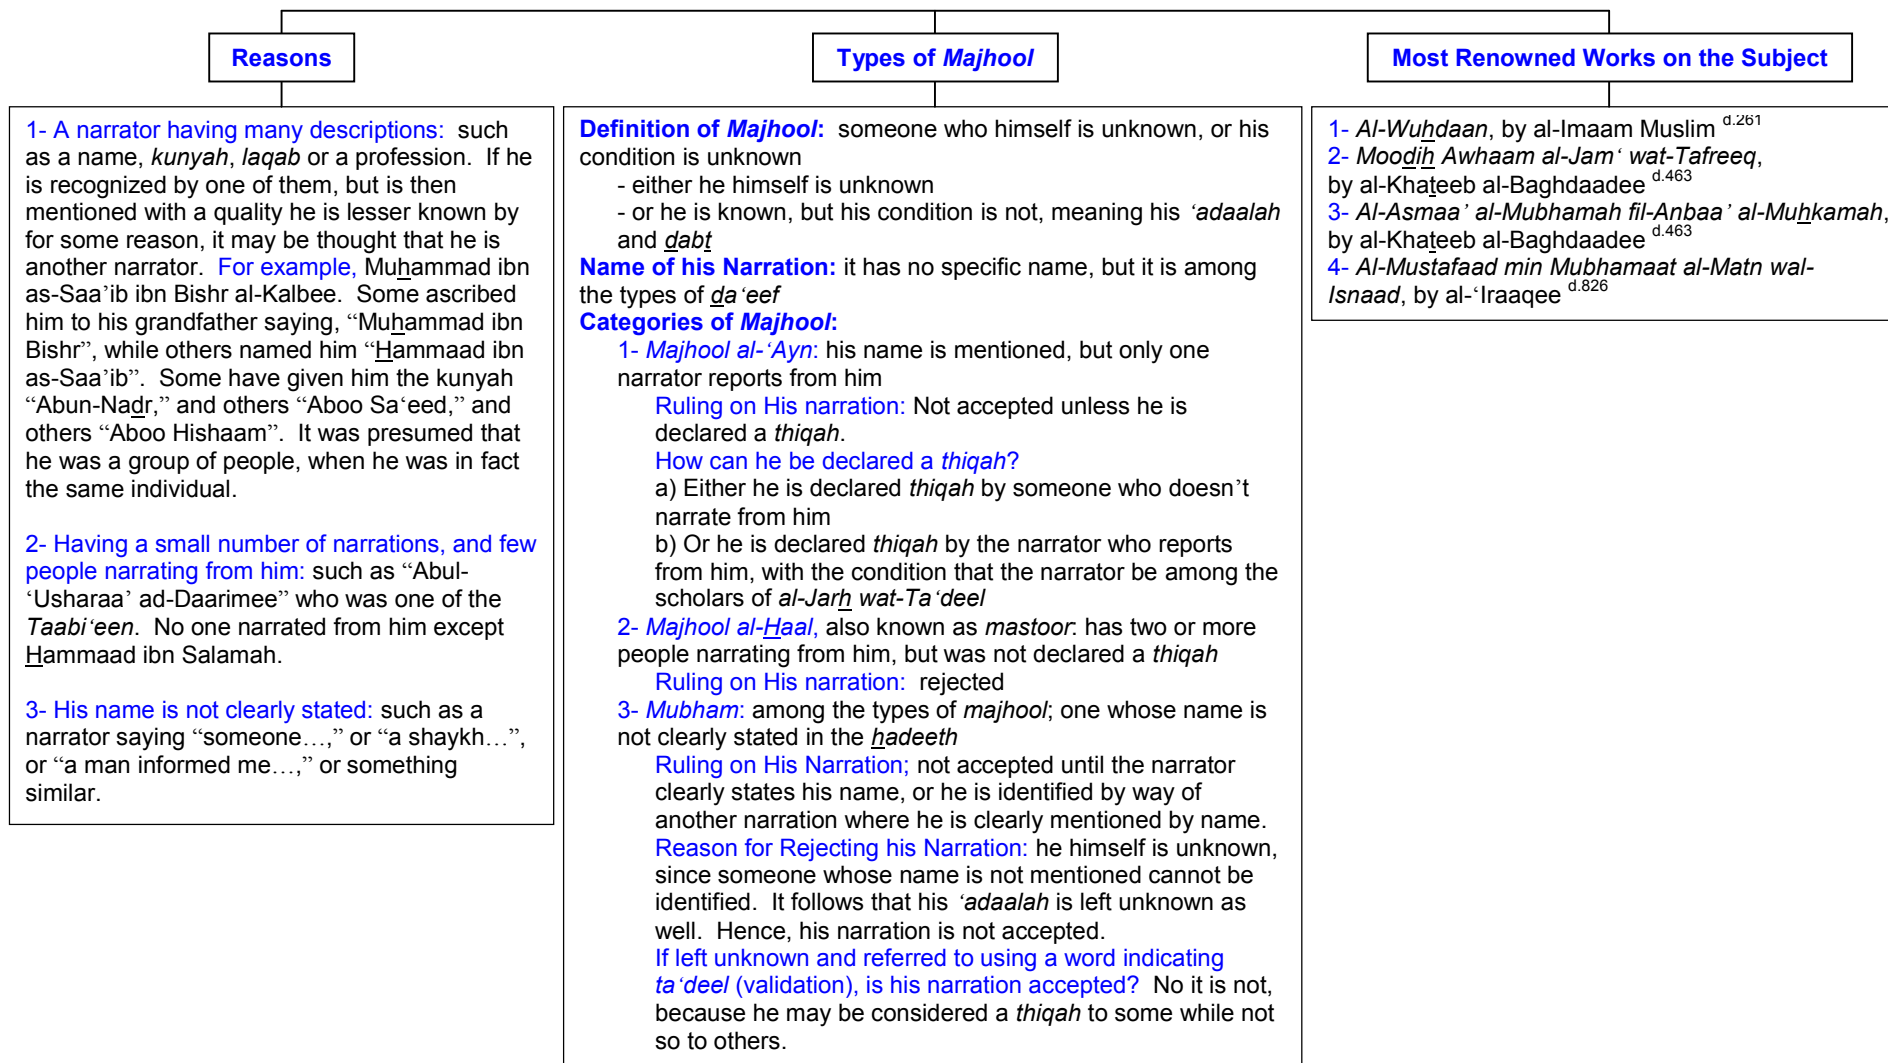 Reasons
1- A narrator having many descriptions: such
as a name, kunyah, laqab or a profession. If he
is recognized by one of them, but is then
mentioned with a quality he is lesser known by
for some reason, it may be thought that he is
another narrator. For example, Muhammad ibn
as-Saa’ib ibn Bishr al-Kalbee. Some ascribed
him to his grandfather saying, “Muhammad ibn
Bishr”, while others named him “Hammaad ibn
as-Saa’ib”. Some have given him the kunyah
“Abun-Nadr,” and others “Aboo Sa‘eed,” and
others “Aboo Hishaam”. It was presumed that
he was a group of people, when he was in fact
the same individual.
2- Having a small number of narrations, and few
people narrating from him: such as “Abul-
‘Usharaa’ ad-Daarimee” who was one of the
Taabi‘een. No one narrated from him except
Hammaad ibn Salamah.
3- His name is not clearly stated: such as a
narrator saying “someone…,” or “a shaykh…”,
or “a man informed me…,” or something
similar.
Types of Majhool
Definition of Majhool: someone who himself is unknown, or his
condition is unknown
- either he himself is unknown
- or he is known, but his condition is not, meaning his ‘adaalah
and dabt
Name of his Narration: it has no specific name, but it is among
the types of da‘eef
Categories of Majhool:
1- Majhool al-‘Ayn: his name is mentioned, but only one
narrator reports from him
Ruling on His narration: Not accepted unless he is
declared a thiqah.
How can he be declared a thiqah?
a) Either he is declared thiqah by someone who doesn’t
narrate from him
b) Or he is declared thiqah by the narrator who reports
from him, with the condition that the narrator be among the
scholars of al-Jarh wat-Ta‘deel
2- Majhool al-Haal, also known as mastoor: has two or more
people narrating from him, but was not declared a thiqah
Ruling on His narration: rejected
3- Mubham: among the types of majhool; one whose name is
not clearly stated in the hadeeth
Ruling on His Narration; not accepted until the narrator
clearly states his name, or he is identified by way of
another narration where he is clearly mentioned by name.
Reason for Rejecting his Narration: he himself is unknown,
since someone whose name is not mentioned cannot be
identified. It follows that his ‘adaalah is left unknown as
well. Hence, his narration is not accepted.
If left unknown and referred to using a word indicating
ta‘deel (validation), is his narration accepted? No it is not,
because he may be considered a thiqah to some while not
so to others.
Most Renowned Works on the Subject
1- Al-Wuhdaan, by al-Imaam Muslim d.261
2- Moodih Awhaam al-Jam‘ wat-Tafreeq,
by al-Khateeb al-Baghdaadee d.463
3- Al-Asmaa’ al-Mubhamah fil-Anbaa’ al-Muhkamah,
by al-Khateeb al-Baghdaadee d.463
4- Al-Mustafaad min Mubhamaat al-Matn wal-
Isnaad, by al-‘Iraaqee d.826